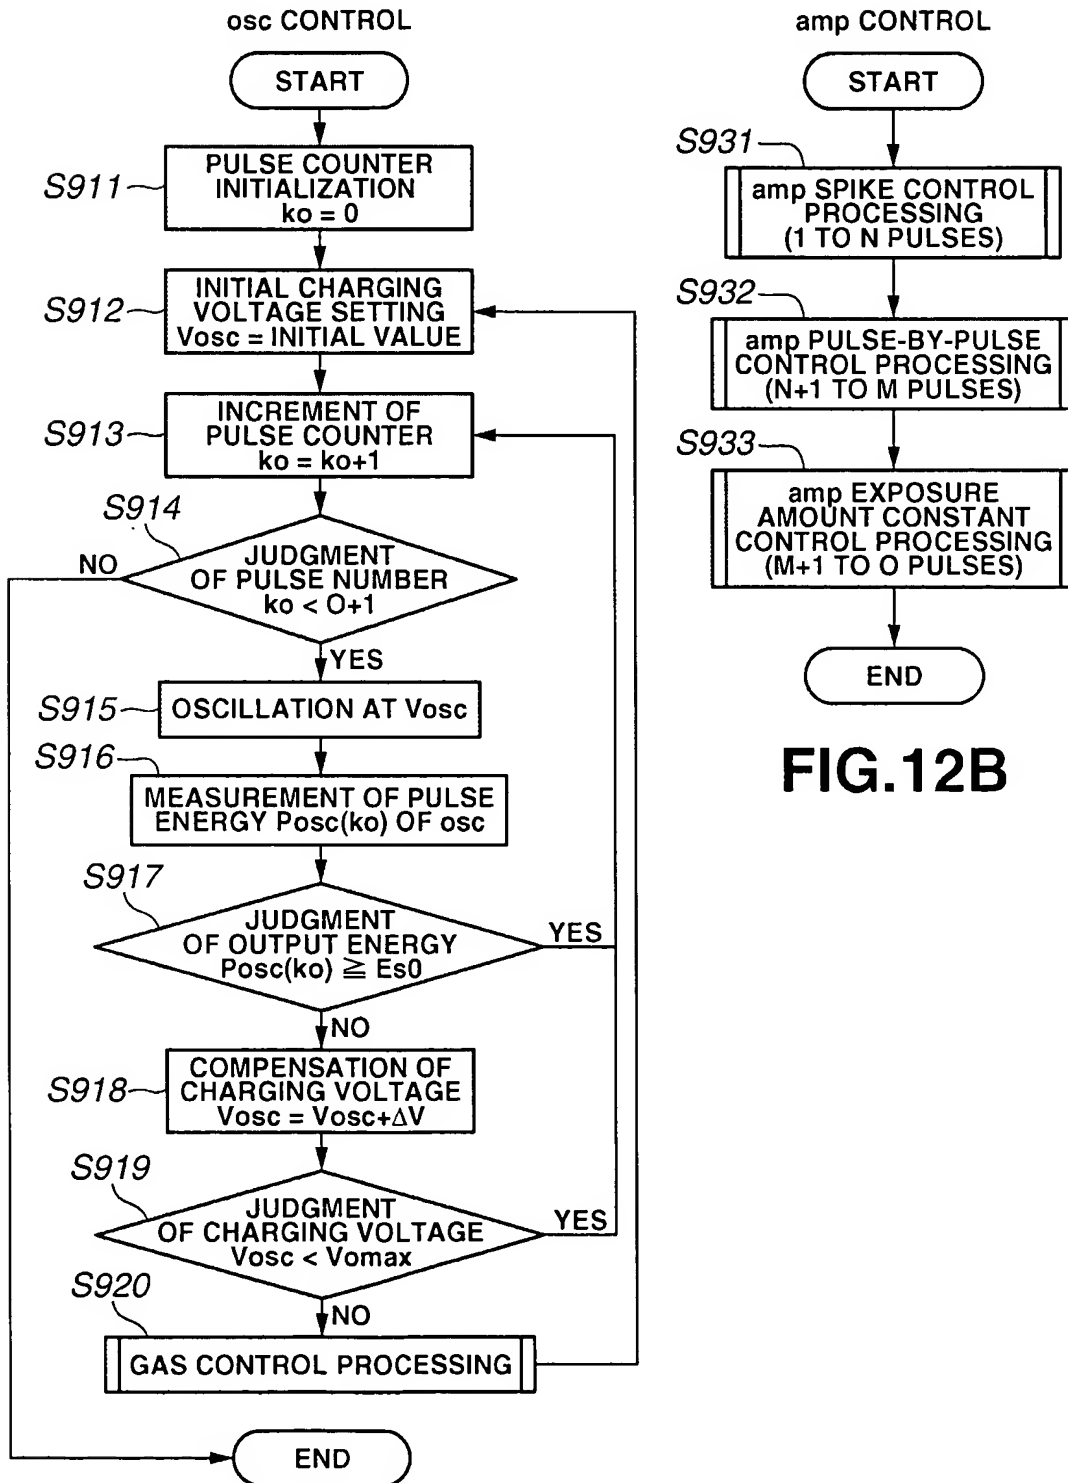 osc CONTROL
START
S911
PULSE COUNTER
INITIALIZATION
ko = 0
S912
INITIAL CHARGING
VOLTAGE SETTING
Vosc = INITIAL VALUE
S913
INCREMENT OF
PULSE COUNTER
ko = ko+1
S914
NO
JUDGMENT
OF PULSE NUMBER
ko < O+1
YES
S915
OSCILLATION AT Vosc
S916
MEASUREMENT OF PULSE
ENERGY Posc(ko) OF osc
S917
JUDGMENT
OF OUTPUT ENERGY
Posc(ko) ≧ Es0
YES
NO
S918
COMPENSATION OF
CHARGING VOLTAGE
Vosc = Vosc+ΔV
S919
JUDGMENT
OF CHARGING VOLTAGE
Vosc < Vomax
YES
NO
S920
GAS CONTROL PROCESSING
END
amp CONTROL
START
S931
amp SPIKE CONTROL
PROCESSING
(1 TO N PULSES)
S932
amp PULSE-BY-PULSE
CONTROL PROCESSING
(N+1 TO M PULSES)
S933
amp EXPOSURE
AMOUNT CONSTANT
CONTROL PROCESSING
(M+1 TO O PULSES)
END
FIG.12B